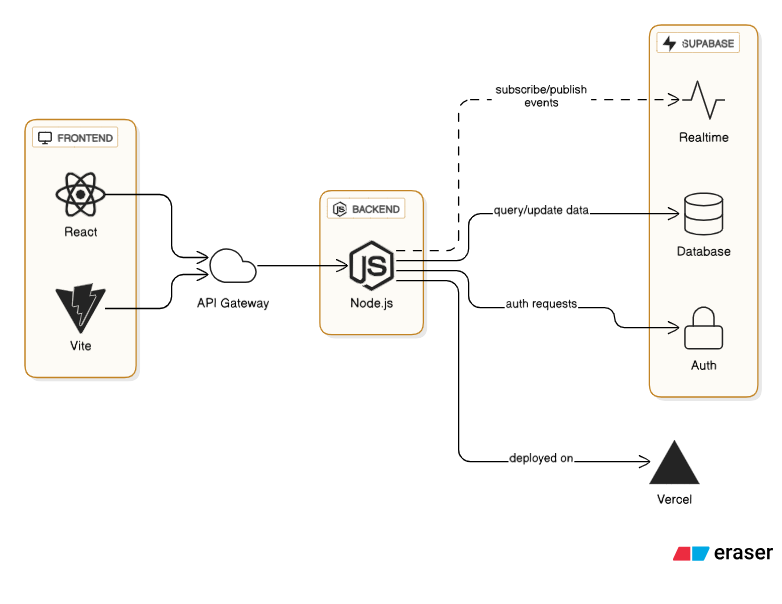 SUPABASE
subscribe/publish
events
Realtime
FRONTEND
React
JS BACKEND
query/update data
Database
JS
API Gateway
Node.js
auth requests
Vite
Auth
deployed on
Vercel
eraser